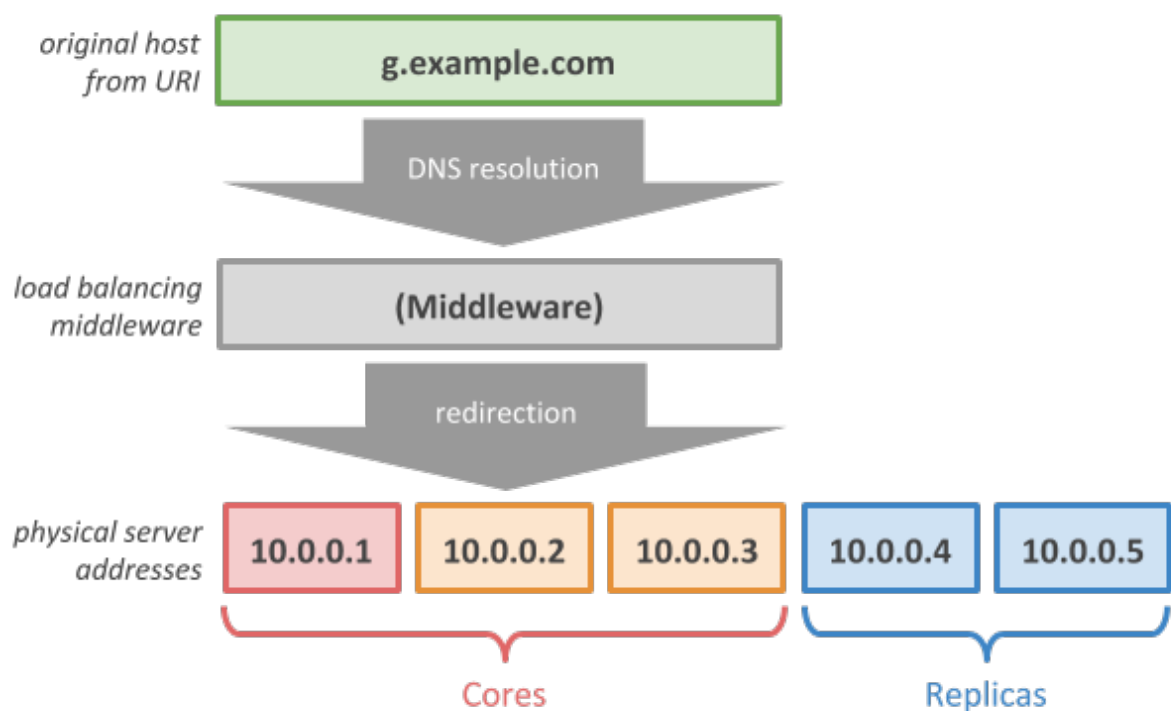 original host
from URI
g.example.com
DNS resolution
load balancing
middleware
(Middleware)
redirection
physical server
addresses
10.0.0.1
10.0.0.2
10.0.0.3
10.0.0.4
10.0.0.5
Cores
Replicas